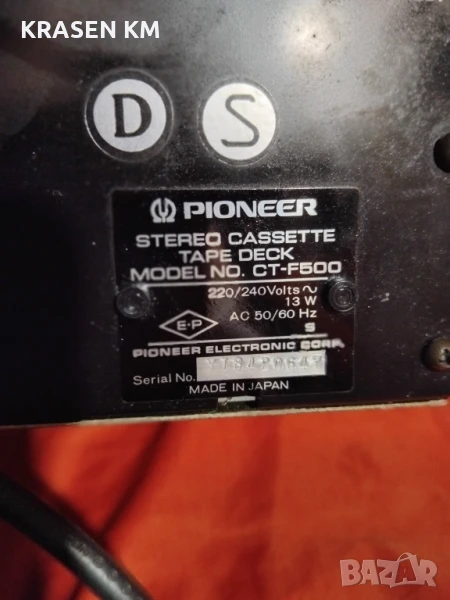 KRASEN KM
D S
PIONEER
STEREO CASSETTE
TAPE DECK
MODEL NO. CT-F500
220/240Volts ~
13 W
AC 50/60 Hz
E·P
S
PIONEER ELECTRONIC CORP.
Serial No.
MADE IN JAPAN
BAZAR